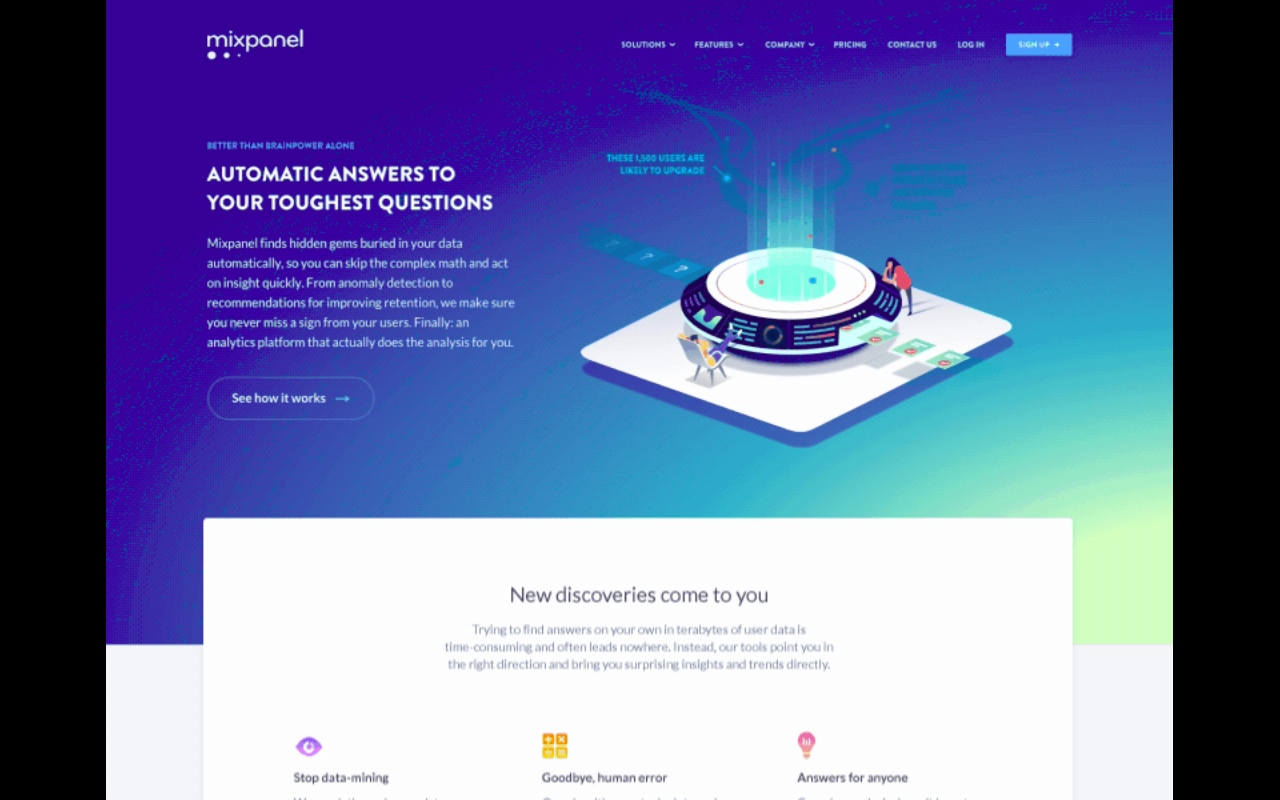 mixpanel
SOLUTIONS
FEATURES
COMPANY
PRICING
CONTACT US
LOG IN
SIGN UP
BETTER THAN BRAINPOWER ALONE
AUTOMATIC ANSWERS TO
YOUR TOUGHEST QUESTIONS
Mixpanel finds hidden gems buried in your data
automatically, so you can skip the complex math and act
on insight quickly. From anomaly detection to
recommendations for improving retention, we make sure
you never miss a sign from your users. Finally: an
analytics platform that actually does the analysis for you.
See how it works
THESE 1,500 USERS ARE
LIKELY TO UPGRADE
? ?
New discoveries come to you
Trying to find answers on your own in terabytes of user data is
time-consuming and often leads nowhere. Instead, our tools point you in
the right direction and bring you surprising insights and trends directly.
Stop data-mining
Goodbye, human error
Answers for anyone